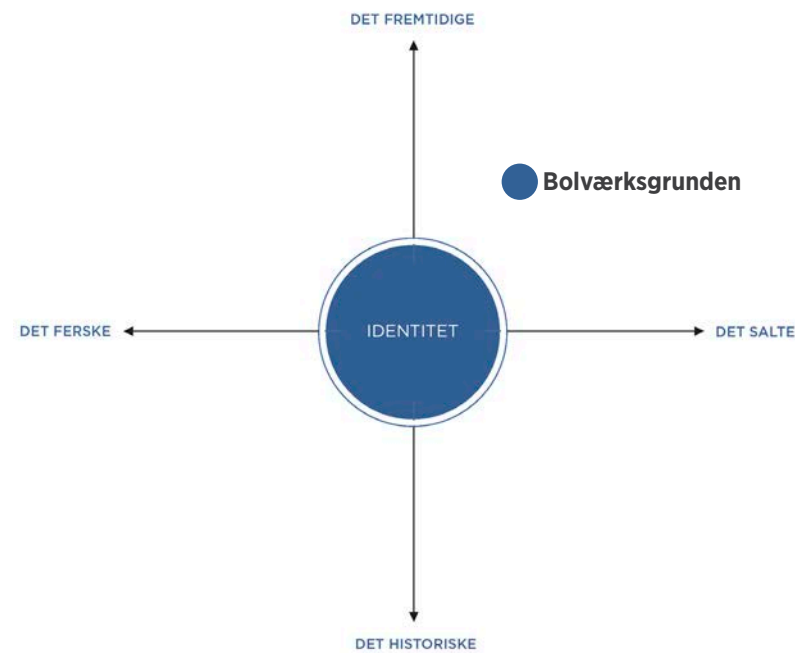 DET FREMTIDIGE
Bolværksgrunden
DET FERSKE
IDENTITET
DET SALTE
DET HISTORISKE